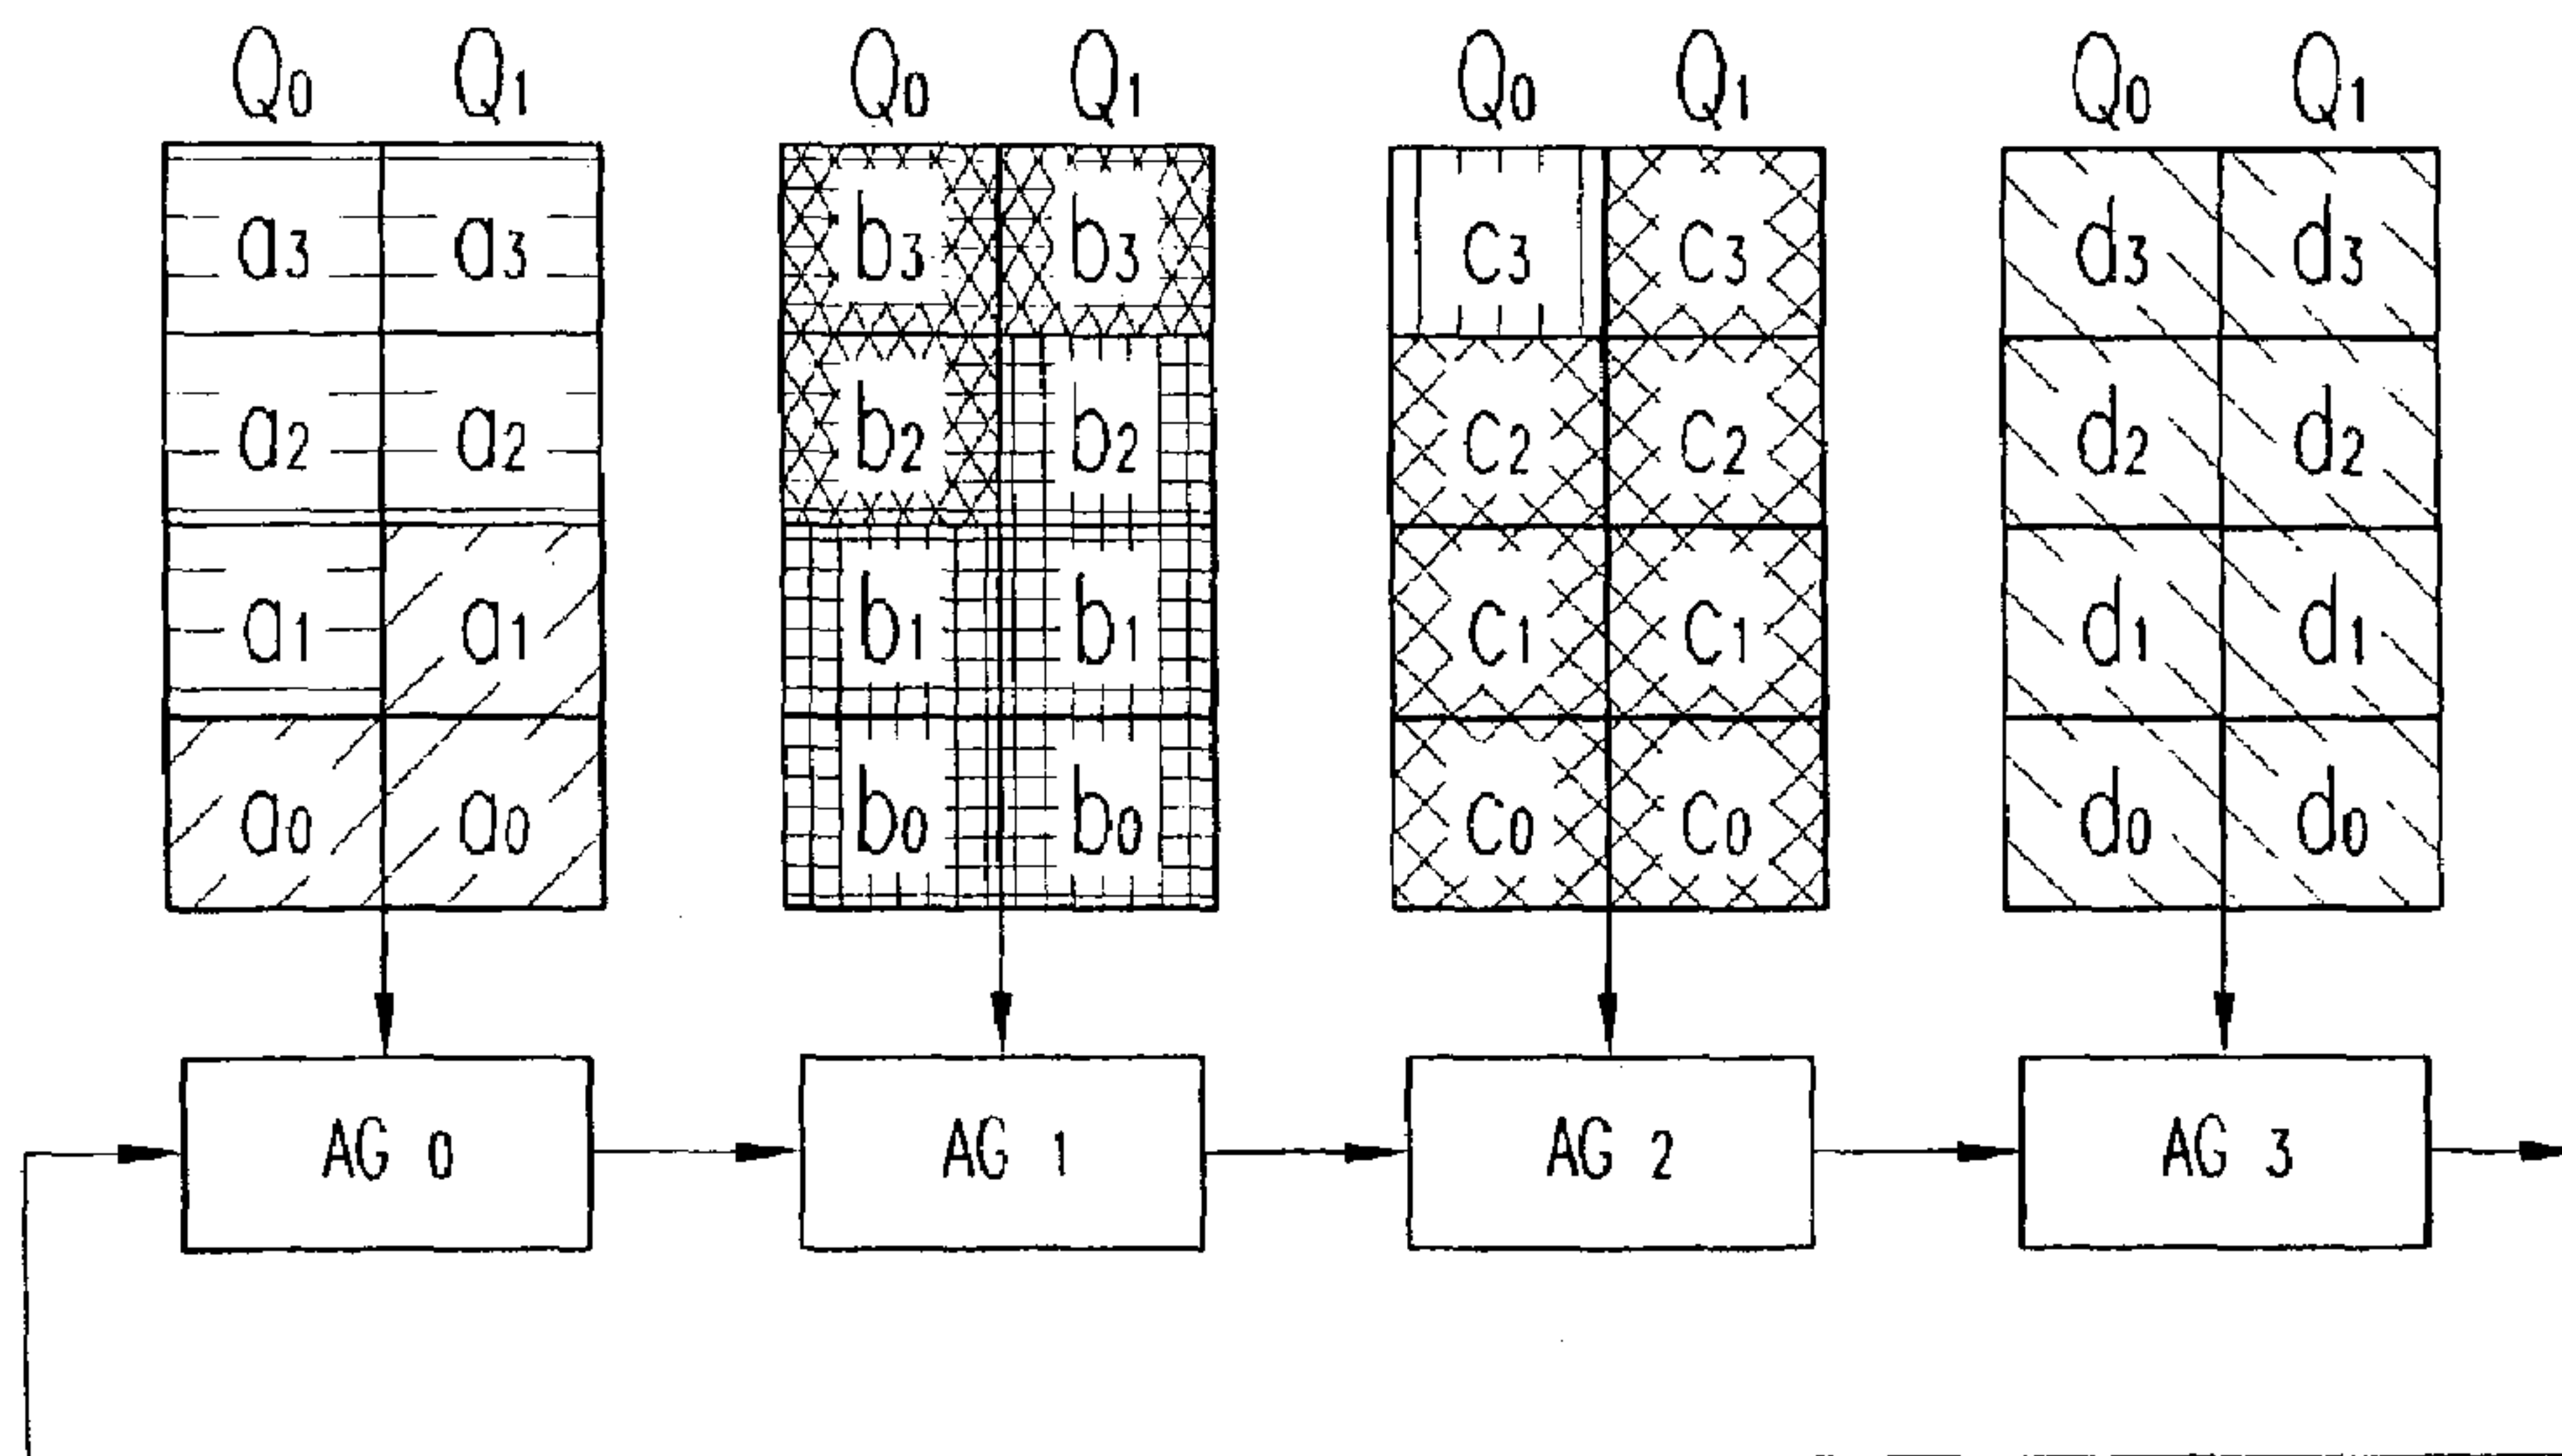 Q0 Q1 Q0 Q1 Q0 Q1 Q0 Q1
a3 a3 b3 b3 c3 c3 d3 d3
a2 a2 b2 b2 c2 c2 d2 d2
a1 a1 b1 b1 c1 c1 d1 d1
a0 a0 b0 b0 c0 c0 d0 d0
AG 0 AG 1 AG 2 AG 3